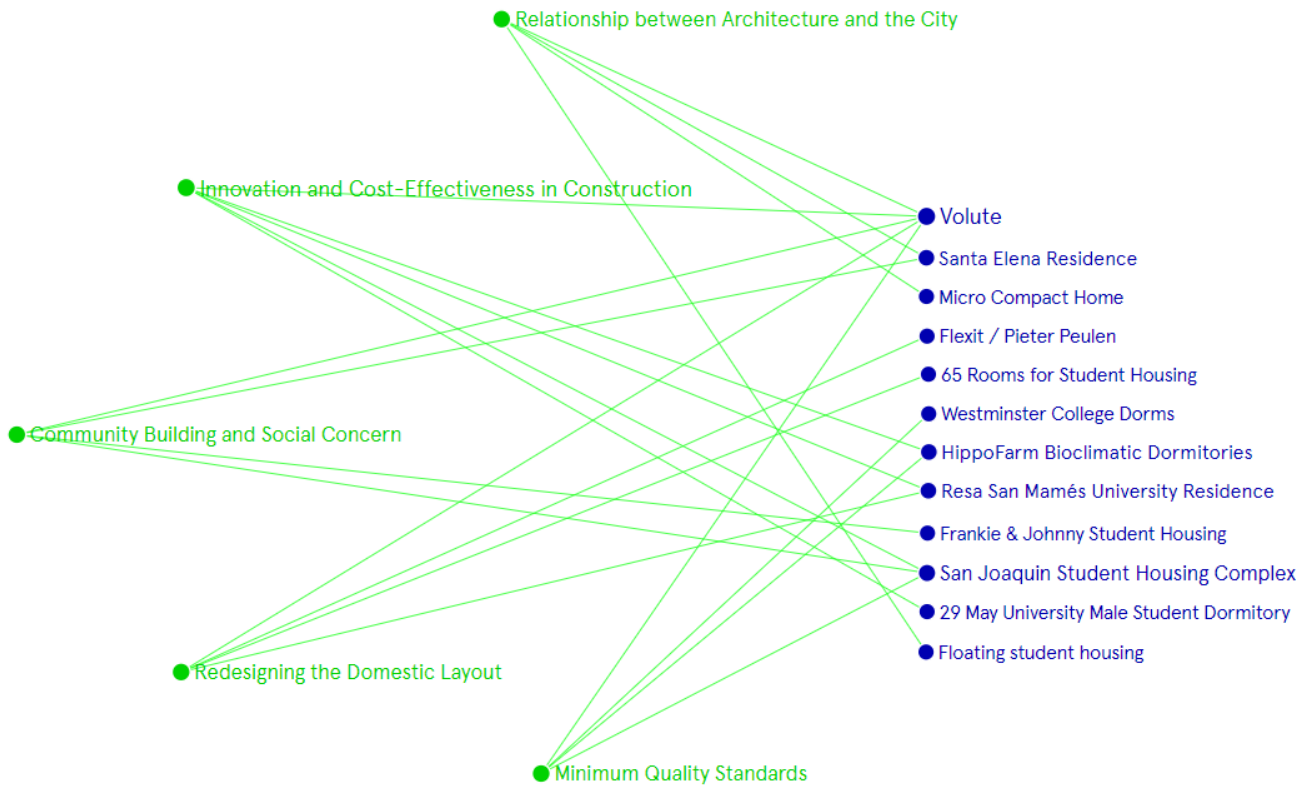 Relationship between Architecture and the City
Innovation and Cost-Effectiveness in Construction
Volute
Santa Elena Residence
Micro Compact Home
Flexit / Pieter Peulen
65 Rooms for Student Housing
Westminster College Dorms
Community Building and Social Concern
HippoFarm Bioclimatic Dormitories
Resa San Mamés University Residence
Frankie & Johnny Student Housing
San Joaquin Student Housing Complex
29 May University Male Student Dormitory
Floating student housing
Redesigning the Domestic Layout
Minimum Quality Standards